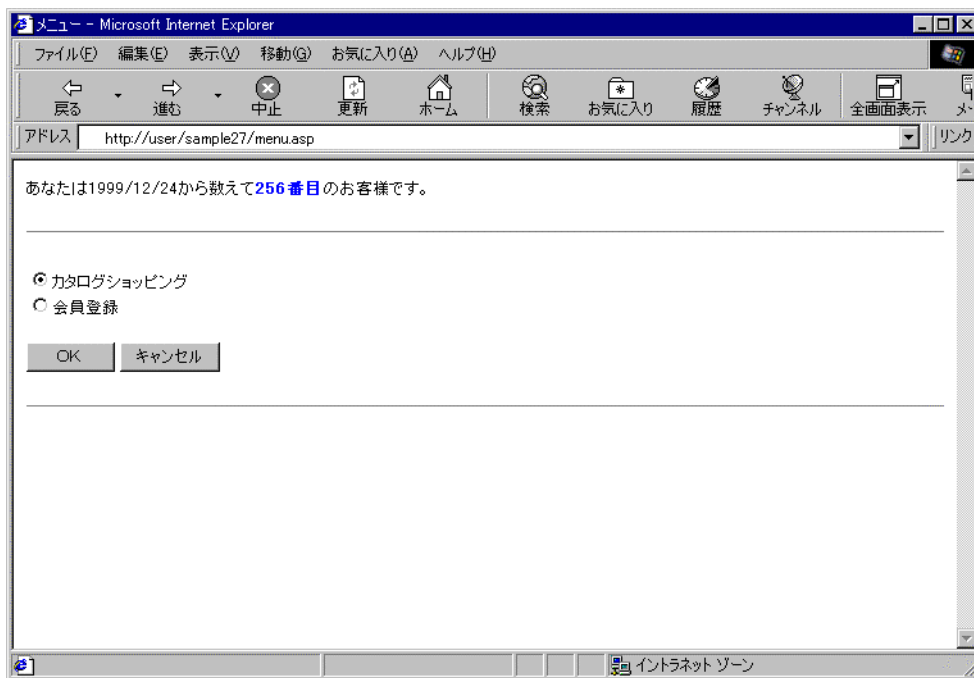 メニュー - Microsoft Internet Explorer
ファイル(F) 編集(E) 表示(V) 移動(G) お気に入り(A) ヘルプ(H)
戻る 進む 中止 更新 ホーム 検索 お気に入り 履歴 チャンネル 全画面表示
アドレス http://user/sample27/menu.asp リンク
あなたは1999/12/24から数えて256番目のお客様です。
カタログショッピング
会員登録
OK キャンセル
イントラネット ゾーン